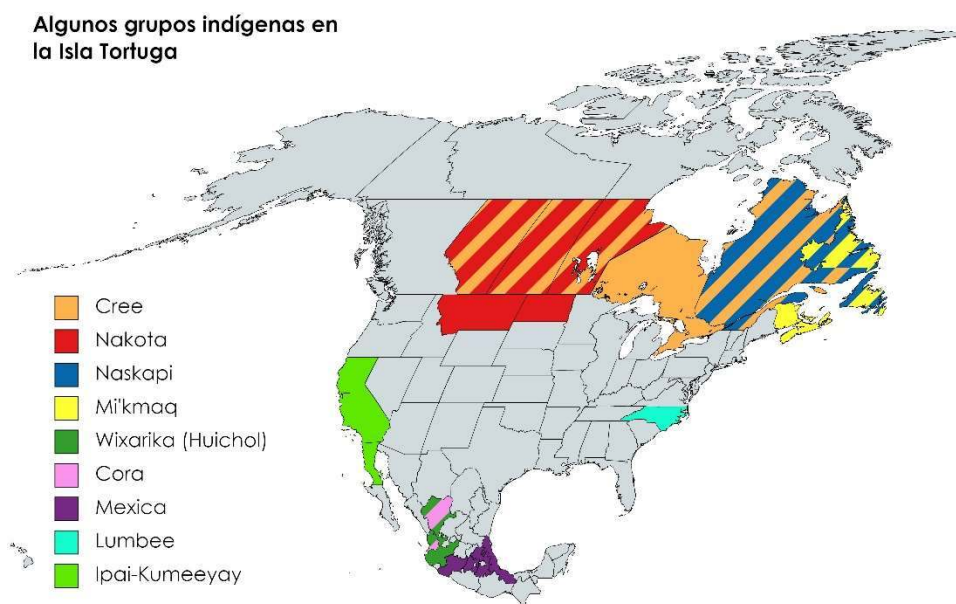 Algunos grupos indígenas en
la Isla Tortuga
Cree
Nakota
Naskapi
Mi'kmaq
Wixarika (Huichol)
Cora
Mexica
Lumbee
Ipai-Kumeeyay